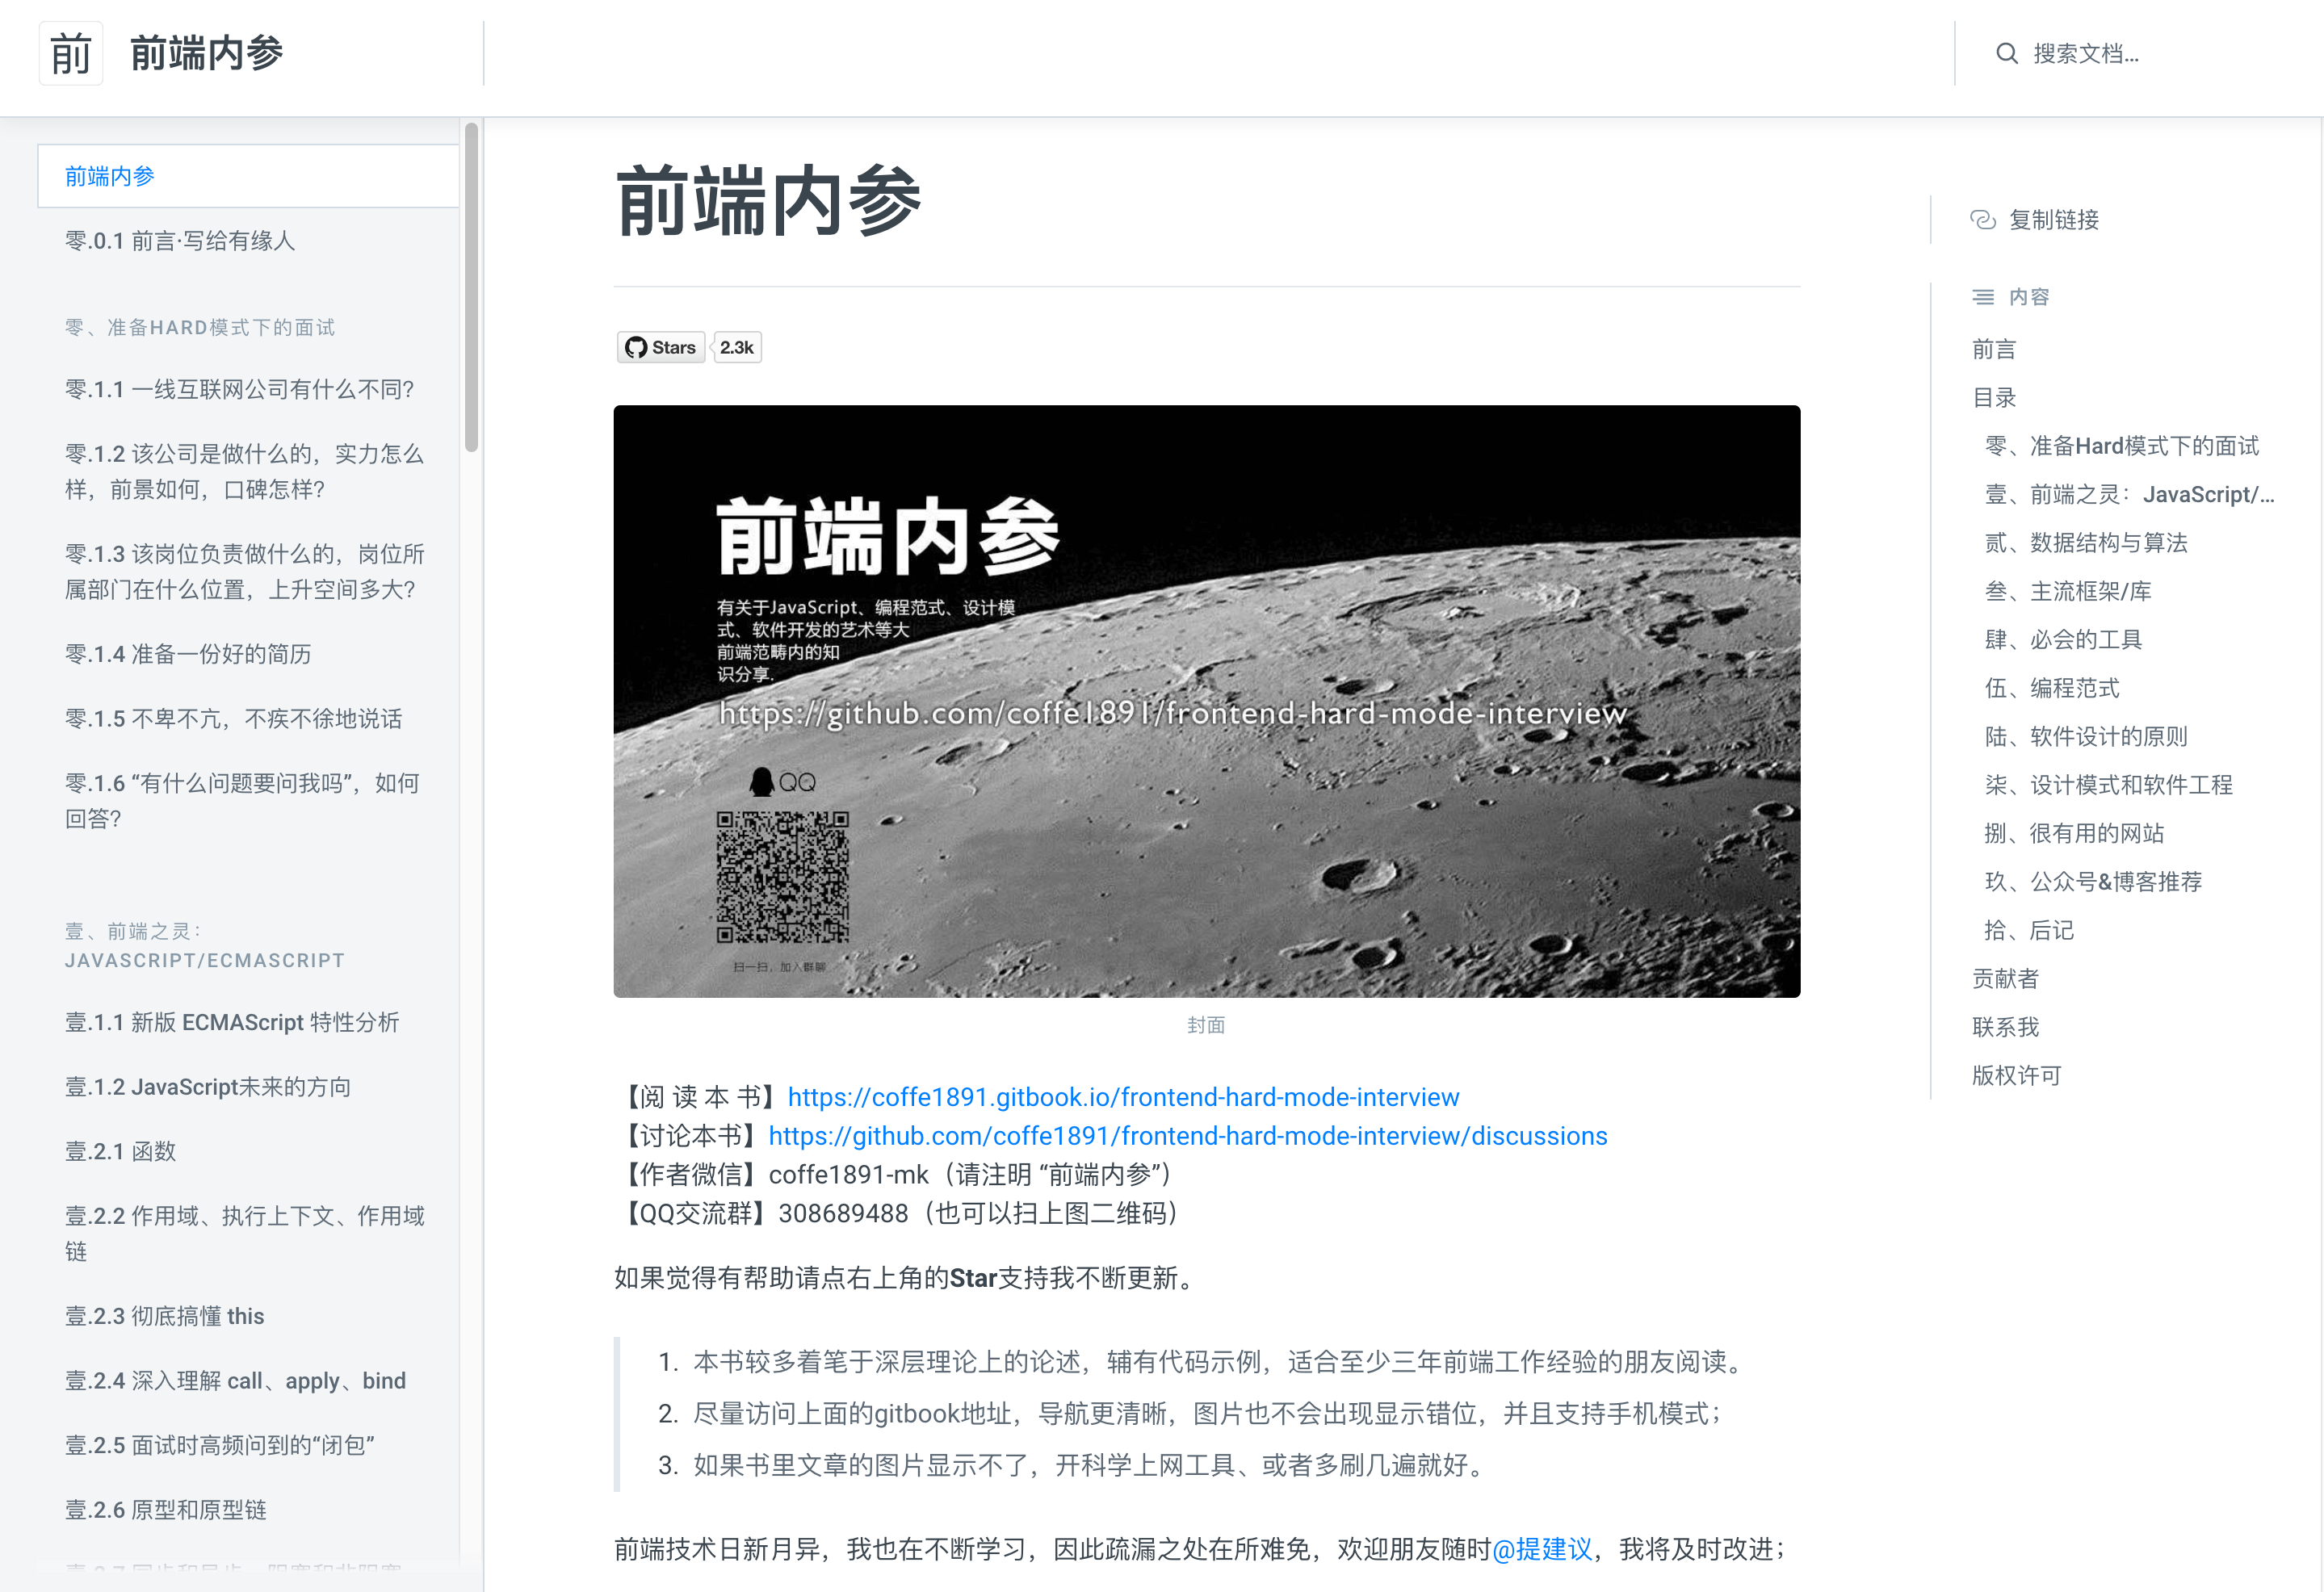 前 前端内参
搜索文档...
前端内参
零.0.1 前言·写给有缘人
零、准备HARD模式下的面试
零.1.1 一线互联网公司有什么不同?
零.1.2 该公司是做什么的，实力怎么
样，前景如何，口碑怎样?
零.1.3 该岗位负责做什么的，岗位所
属部门在什么位置，上升空间多大?
零.1.4 准备一份好的简历
零.1.5 不卑不亢，不疾不徐地说话
零.1.6 “有什么问题要问我吗”，如何
回答?
壹、前端之灵：
JAVASCRIPT/ECMASCRIPT
壹.1.1 新版 ECMAScript 特性分析
壹.1.2 JavaScript未来的方向
壹.2.1 函数
壹.2.2 作用域、执行上下文、作用域
链
壹.2.3 彻底搞懂 this
壹.2.4 深入理解 call、apply、bind
壹.2.5 面试时高频问到的“闭包”
壹.2.6 原型和原型链
前端内参
Stars 2.3k
前端内参
有关于JavaScript、编程范式、设计模
式、软件开发的艺术等大
前端范畴内的知
识分享.
https://github.com/coffe1891/frontend-hard-mode-interview
QQ
扫一扫，加入群聊
封面
【阅 读 本 书】https://coffe1891.gitbook.io/frontend-hard-mode-interview
【讨论本书】https://github.com/coffe1891/frontend-hard-mode-interview/discussions
【作者微信】coffe1891-mk（请注明 “前端内参”）
【QQ交流群】308689488（也可以扫上图二维码）
如果觉得有帮助请点右上角的Star支持我不断更新。
1. 本书较多着笔于深层理论上的论述，辅有代码示例，适合至少三年前端工作经验的朋友阅读。
2. 尽量访问上面的gitbook地址，导航更清晰，图片也不会出现显示错位，并且支持手机模式；
3. 如果书里文章的图片显示不了，开科学上网工具、或者多刷几遍就好。
前端技术日新月异，我也在不断学习，因此疏漏之处在所难免，欢迎朋友随时@提建议，我将及时改进；
复制链接
内容
前言
目录
零、准备Hard模式下的面试
壹、前端之灵：JavaScript/...
贰、数据结构与算法
叁、主流框架/库
肆、必会的工具
伍、编程范式
陆、软件设计的原则
柒、设计模式和软件工程
捌、很有用的网站
玖、公众号&博客推荐
拾、后记
贡献者
联系我
版权许可